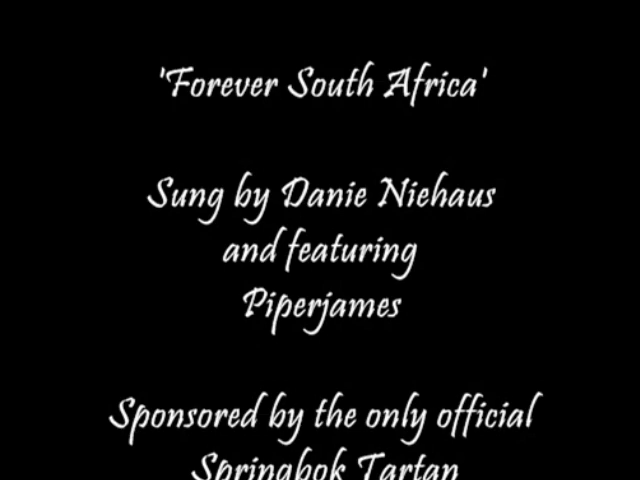 'Forever South Africa'
Sung by Danie Niehaus
and featuring
Piperjames
Sponsored by the only official
Springbok Tartan